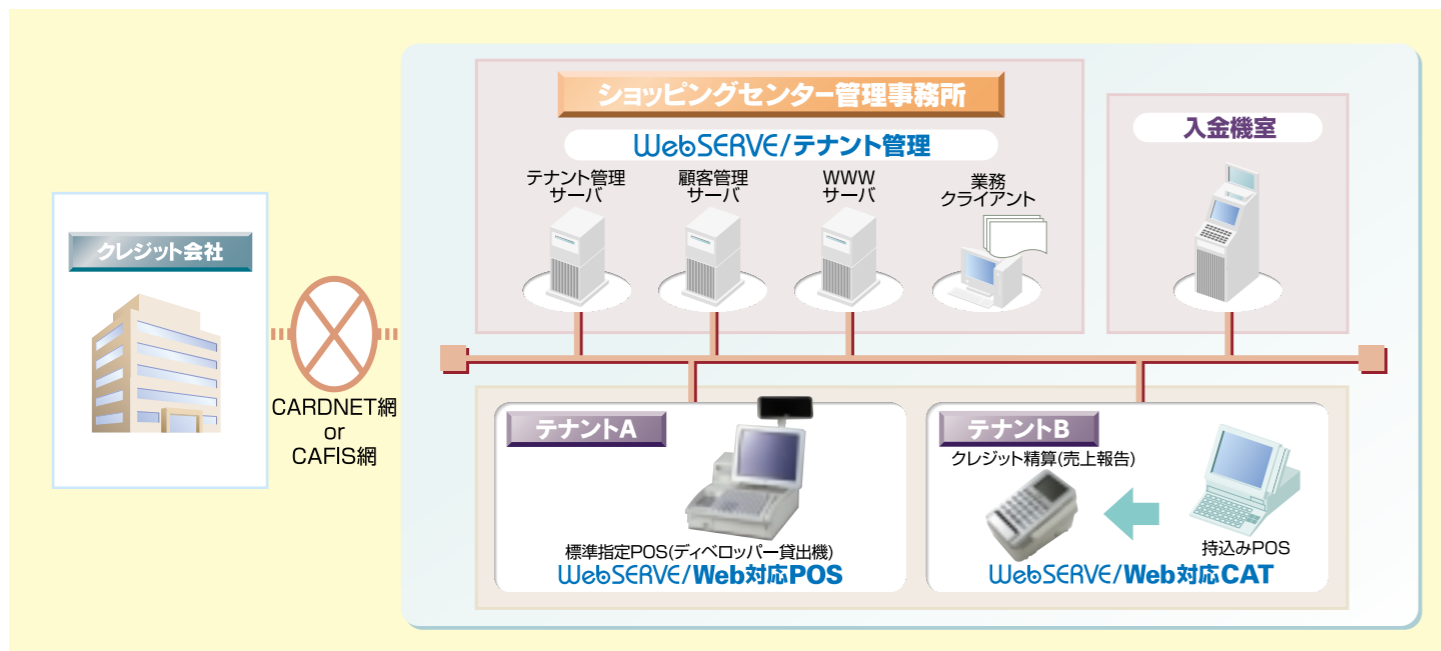 ショッピングセンター管理事務所
WebSERVE/テナント管理
テナント管理
サーバ
顧客管理
サーバ
WWW
サーバ
業務
クライアント
入金機室
クレジット会社
CARDNET網
or
CAFIS網
テナントA
標準指定POS(ディベロッパー貸出機)
WebSERVE/Web対応POS
テナントB
クレジット精算(売上報告)
持込みPOS
WebSERVE/Web対応CAT